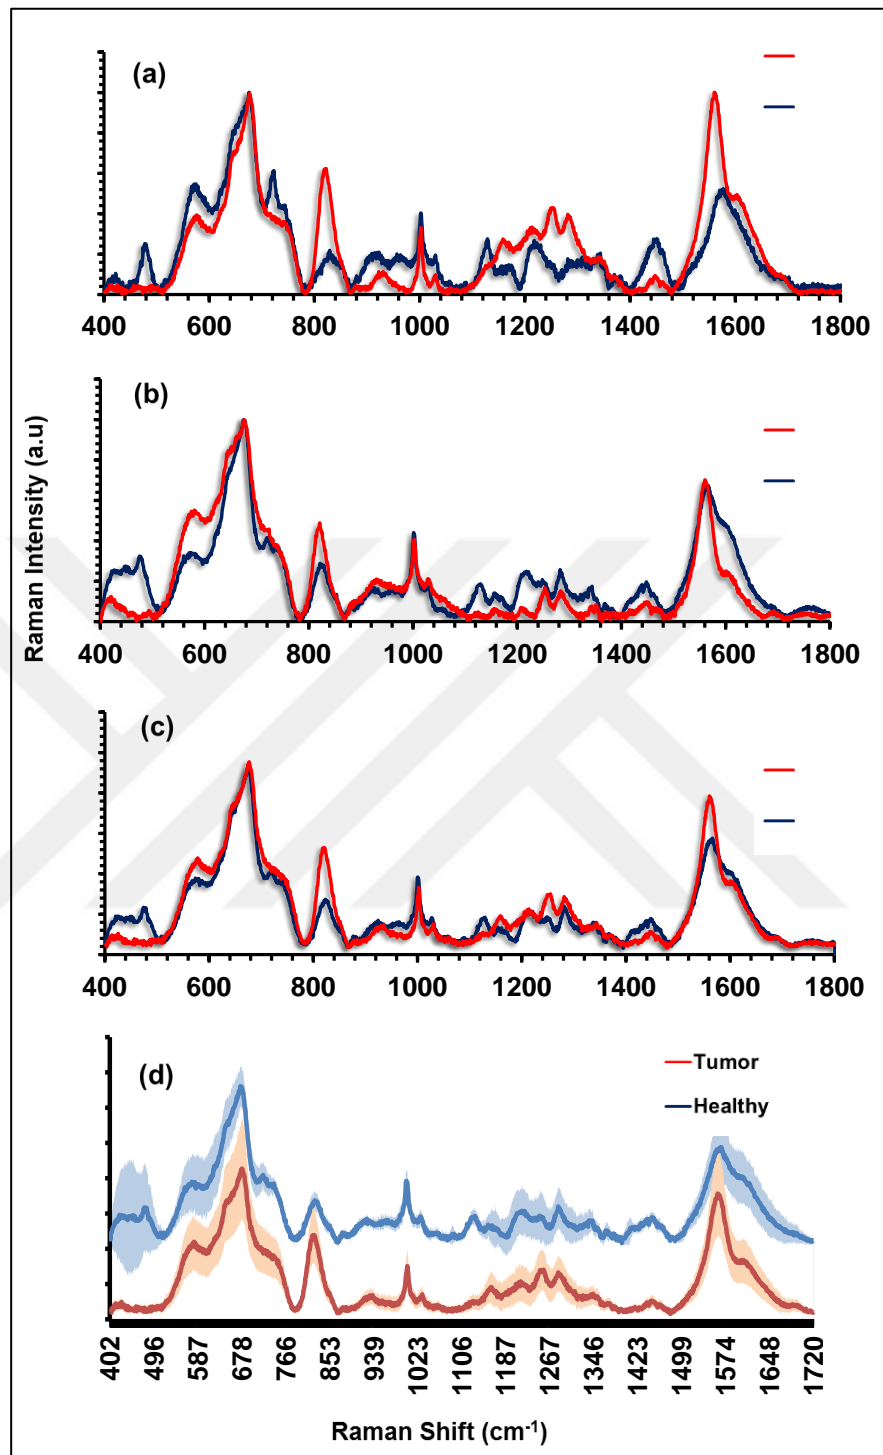 (a)
400 600 800 1000 1200 1400 1600 1800
(b)
400 600 800 1000 1200 1400 1600 1800
Raman Intensity (a.u)
(c)
400 600 800 1000 1200 1400 1600 1800
(d)
Tumor
Healthy
402 496 587 678 766 853 939 1023 1106 1187 1267 1346 1423 1499 1574 1648 1720
Raman Shift (cm⁻¹)